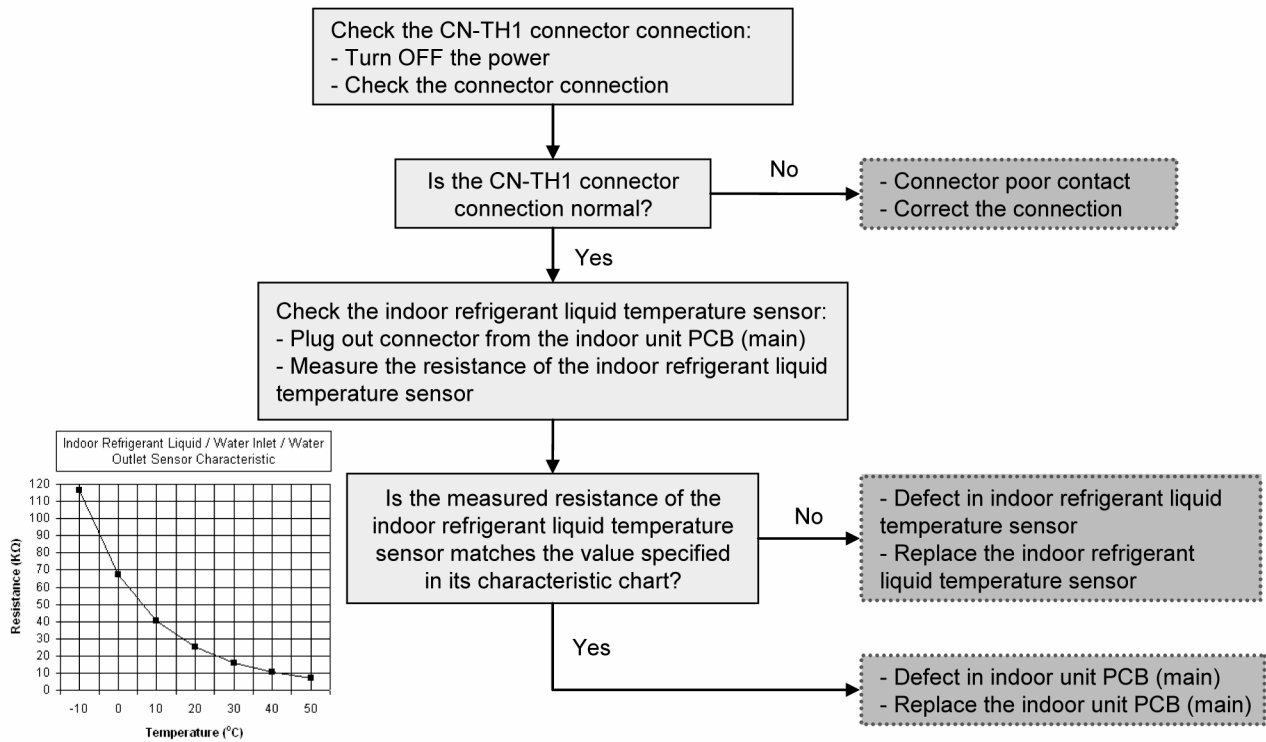 Check the CN-TH1 connector connection:
- Turn OFF the power
- Check the connector connection
Is the CN-TH1 connector
connection normal?
No
- Connector poor contact
- Correct the connection
Yes
Check the indoor refrigerant liquid temperature sensor:
- Plug out connector from the indoor unit PCB (main)
- Measure the resistance of the indoor refrigerant liquid
temperature sensor
Indoor Refrigerant Liquid / Water Inlet / Water
Outlet Sensor Characteristic
Resistance (KΩ)
120
110
100
90
80
70
60
50
40
30
20
10
0
-10 0 10 20 30 40 50
Temperature (⁰C)
Is the measured resistance of the
indoor refrigerant liquid temperature
sensor matches the value specified
in its characteristic chart?
No
- Defect in indoor refrigerant liquid
temperature sensor
- Replace the indoor refrigerant
liquid temperature sensor
Yes
- Defect in indoor unit PCB (main)
- Replace the indoor unit PCB (main)